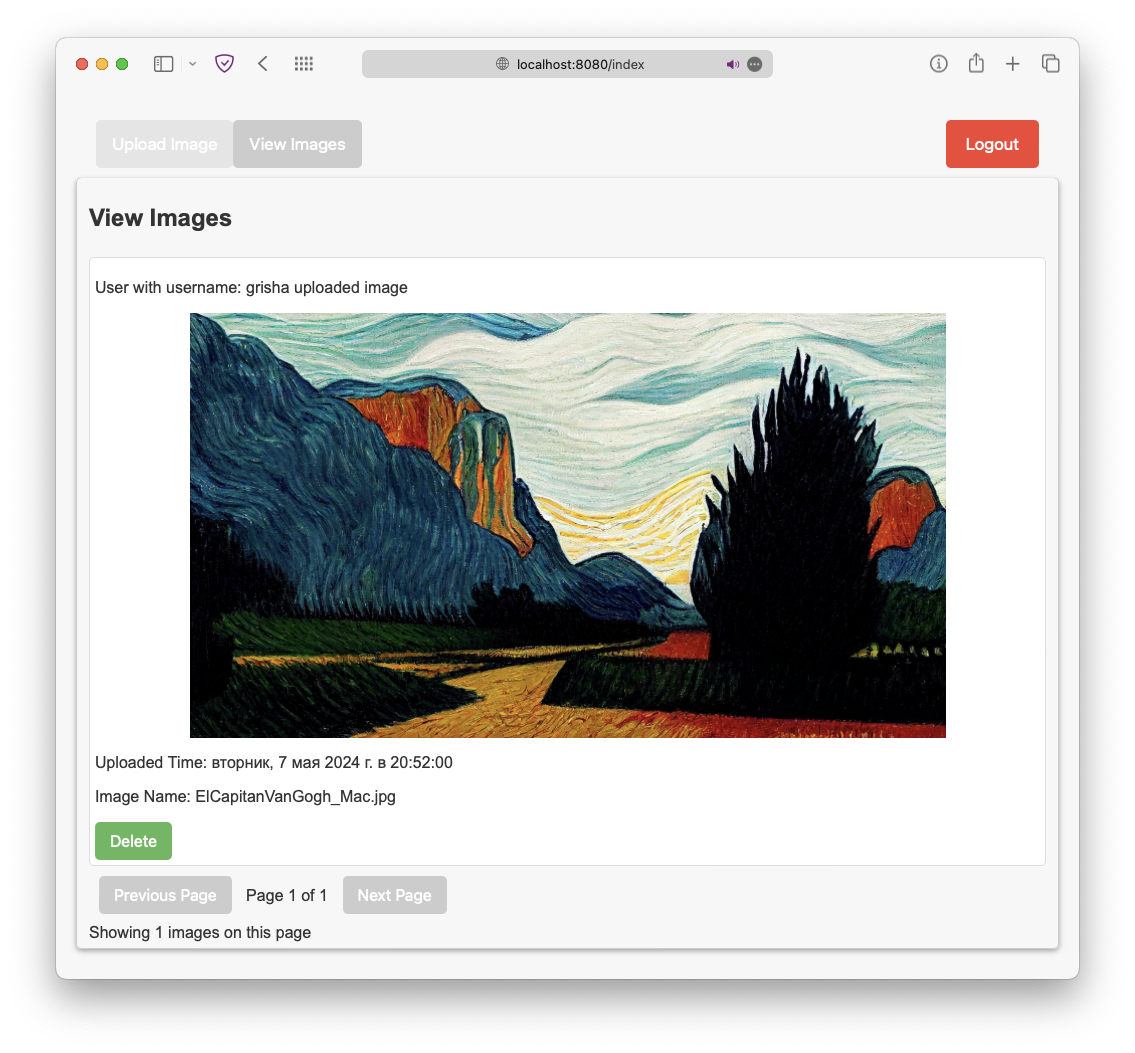 localhost:8080/index
Upload Image View Images Logout
View Images
User with username: grisha uploaded image
Uploaded Time: вторник, 7 мая 2024 г. в 20:52:00
Image Name: ElCapitanVanGogh_Mac.jpg
Delete
Previous Page Page 1 of 1 Next Page
Showing 1 images on this page